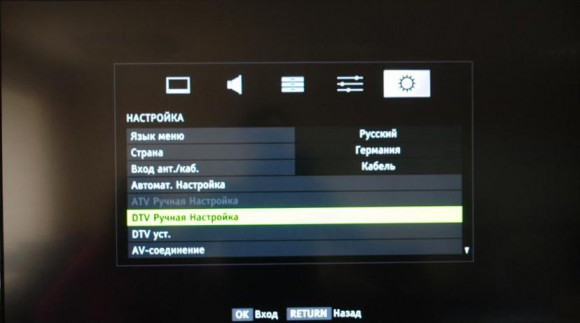 НАСТРОЙКА
Язык меню Русский
Страна Германия
Вход ант./каб. Кабель
Автомат. Настройка
ATV Ручная Настройка
DTV Ручная Настройка
DTV уст.
AV-соединение
OK Вход RETURN Назад